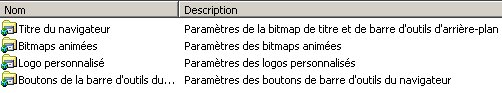 Nom Description
Titre du navigateur Paramètres de la bitmap de titre et de barre d'outils d'arrière-plan
Bitmaps animées Paramètres des bitmaps animées
Logo personnalisé Paramètres des logos personnalisés
Boutons de la barre d'outils du... Paramètres des boutons de barre d'outils du navigateur